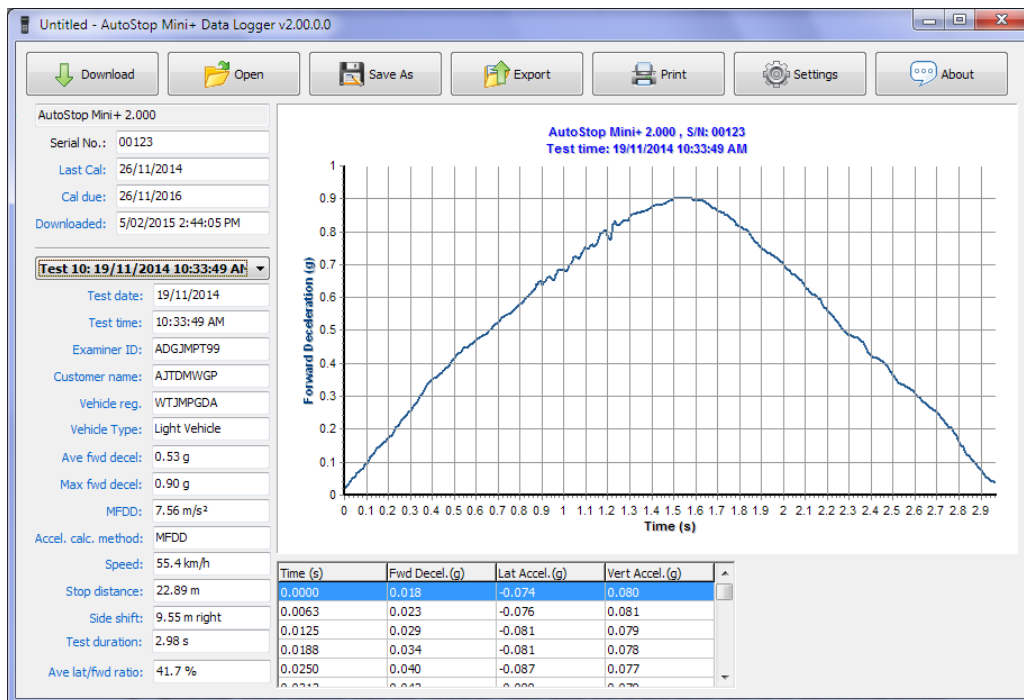 Untitled - AutoStop Mini+ Data Logger v2.00.0.0
Download Open Save As Export Print Settings About
AutoStop Mini+ 2.000
Serial No.: 00123
Last Cal: 26/11/2014
Cal due: 26/11/2016
Downloaded: 5/02/2015 2:44:05 PM
Test 10: 19/11/2014 10:33:49 AM
Test date: 19/11/2014
Test time: 10:33:49 AM
Examiner ID: ADGJMPT99
Customer name: AJTDMWGP
Vehicle reg. WTJMPGDA
Vehicle Type: Light Vehicle
Ave fwd decel: 0.53 g
Max fwd decel: 0.90 g
MFDD: 7.56 m/s²
Accel. calc. method: MFDD
Speed: 55.4 km/h
Stop distance: 22.89 m
Side shift: 9.55 m right
Test duration: 2.98 s
Ave lat/fwd ratio: 41.7 %
AutoStop Mini+ 2.000 , S/N: 00123
Test time: 19/11/2014 10:33:49 AM
Forward Deceleration (g)
1
0.9
0.8
0.7
0.6
0.5
0.4
0.3
0.2
0.1
0
0 0.1 0.2 0.3 0.4 0.5 0.6 0.7 0.8 0.9 1 1.1 1.2 1.3 1.4 1.5 1.6 1.7 1.8 1.9 2 2.1 2.2 2.3 2.4 2.5 2.6 2.7 2.8 2.9
Time (s)
Time (s) Fwd Decel.(g) Lat Accel.(g) Vert Accel.(g)
0.0000 0.018 -0.074 0.080
0.0063 0.023 -0.076 0.081
0.0125 0.029 -0.081 0.079
0.0188 0.034 -0.081 0.078
0.0250 0.040 -0.087 0.077